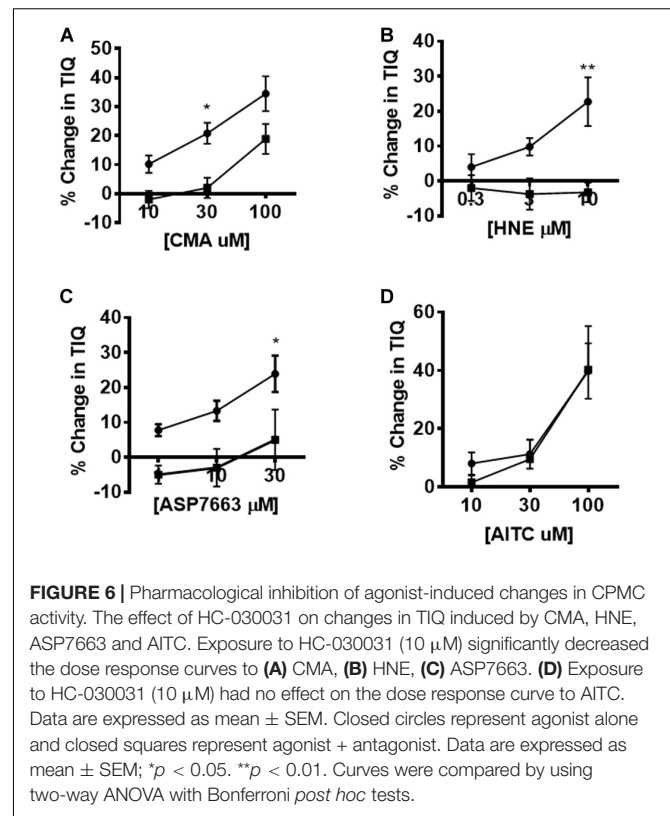 A
50
40
30
20
10
0
-10
% Change in TIQ
*
10 30 100
[CMA uM]
B
40
30
20
10
0
-10
% Change in TIQ
**
0.3 3 10
[HNE μM]
C
40
30
20
10
0
-10
% Change in TIQ
*
10 30
[ASP7663 μM]
D
60
40
20
0
% Change in TIQ
10 30 100
[AITC uM]
FIGURE 6 | Pharmacological inhibition of agonist-induced changes in CPMC
activity. The effect of HC-030031 on changes in TIQ induced by CMA, HNE,
ASP7663 and AITC. Exposure to HC-030031 (10 μM) significantly decreased
the dose response curves to (A) CMA, (B) HNE, (C) ASP7663. (D) Exposure
to HC-030031 (10 μM) had no effect on the dose response curve to AITC.
Data are expressed as mean ± SEM. Closed circles represent agonist alone
and closed squares represent agonist + antagonist. Data are expressed as
mean ± SEM; *p < 0.05. **p < 0.01. Curves were compared by using
two-way ANOVA with Bonferroni post hoc tests.